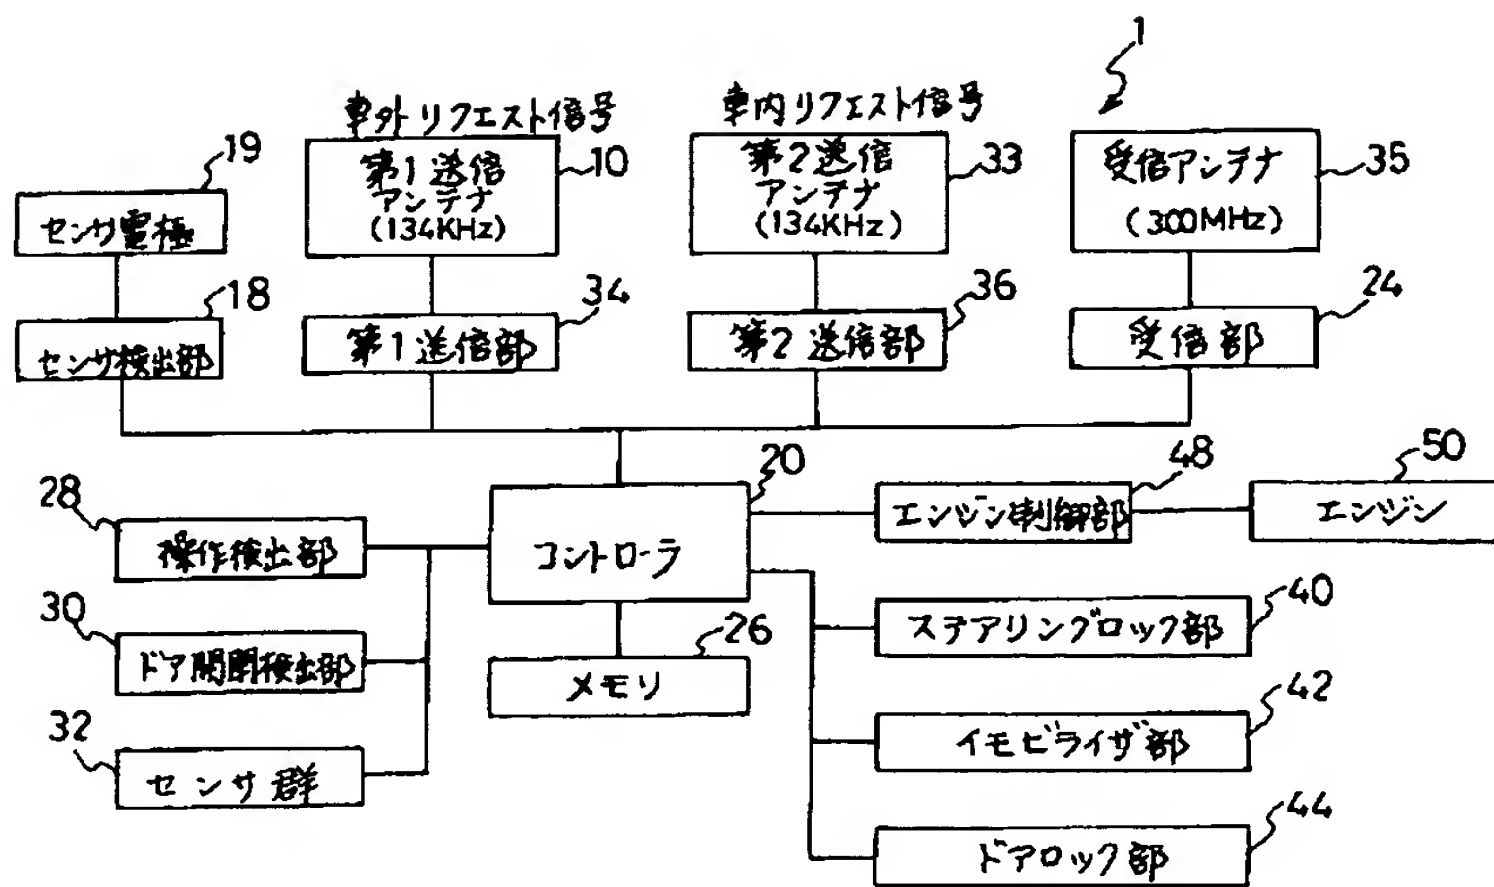 1
車外リクエスト信号
車内リクエスト信号
19
センサ電極
第1送信
アンテナ
(134KHz)
10
第2送信
アンテナ
(134KHz)
33
受信アンテナ
(300MHz)
35
18
センサ検出部
34
第1送信部
36
第2送信部
24
受信部
20
コントローラ
48
エンジン制御部
50
エンジン
28
操作検出部
30
ドア開閉検出部
32
センサ群
26
メモリ
40
ステアリングロック部
42
イモビライザ部
44
ドアロック部